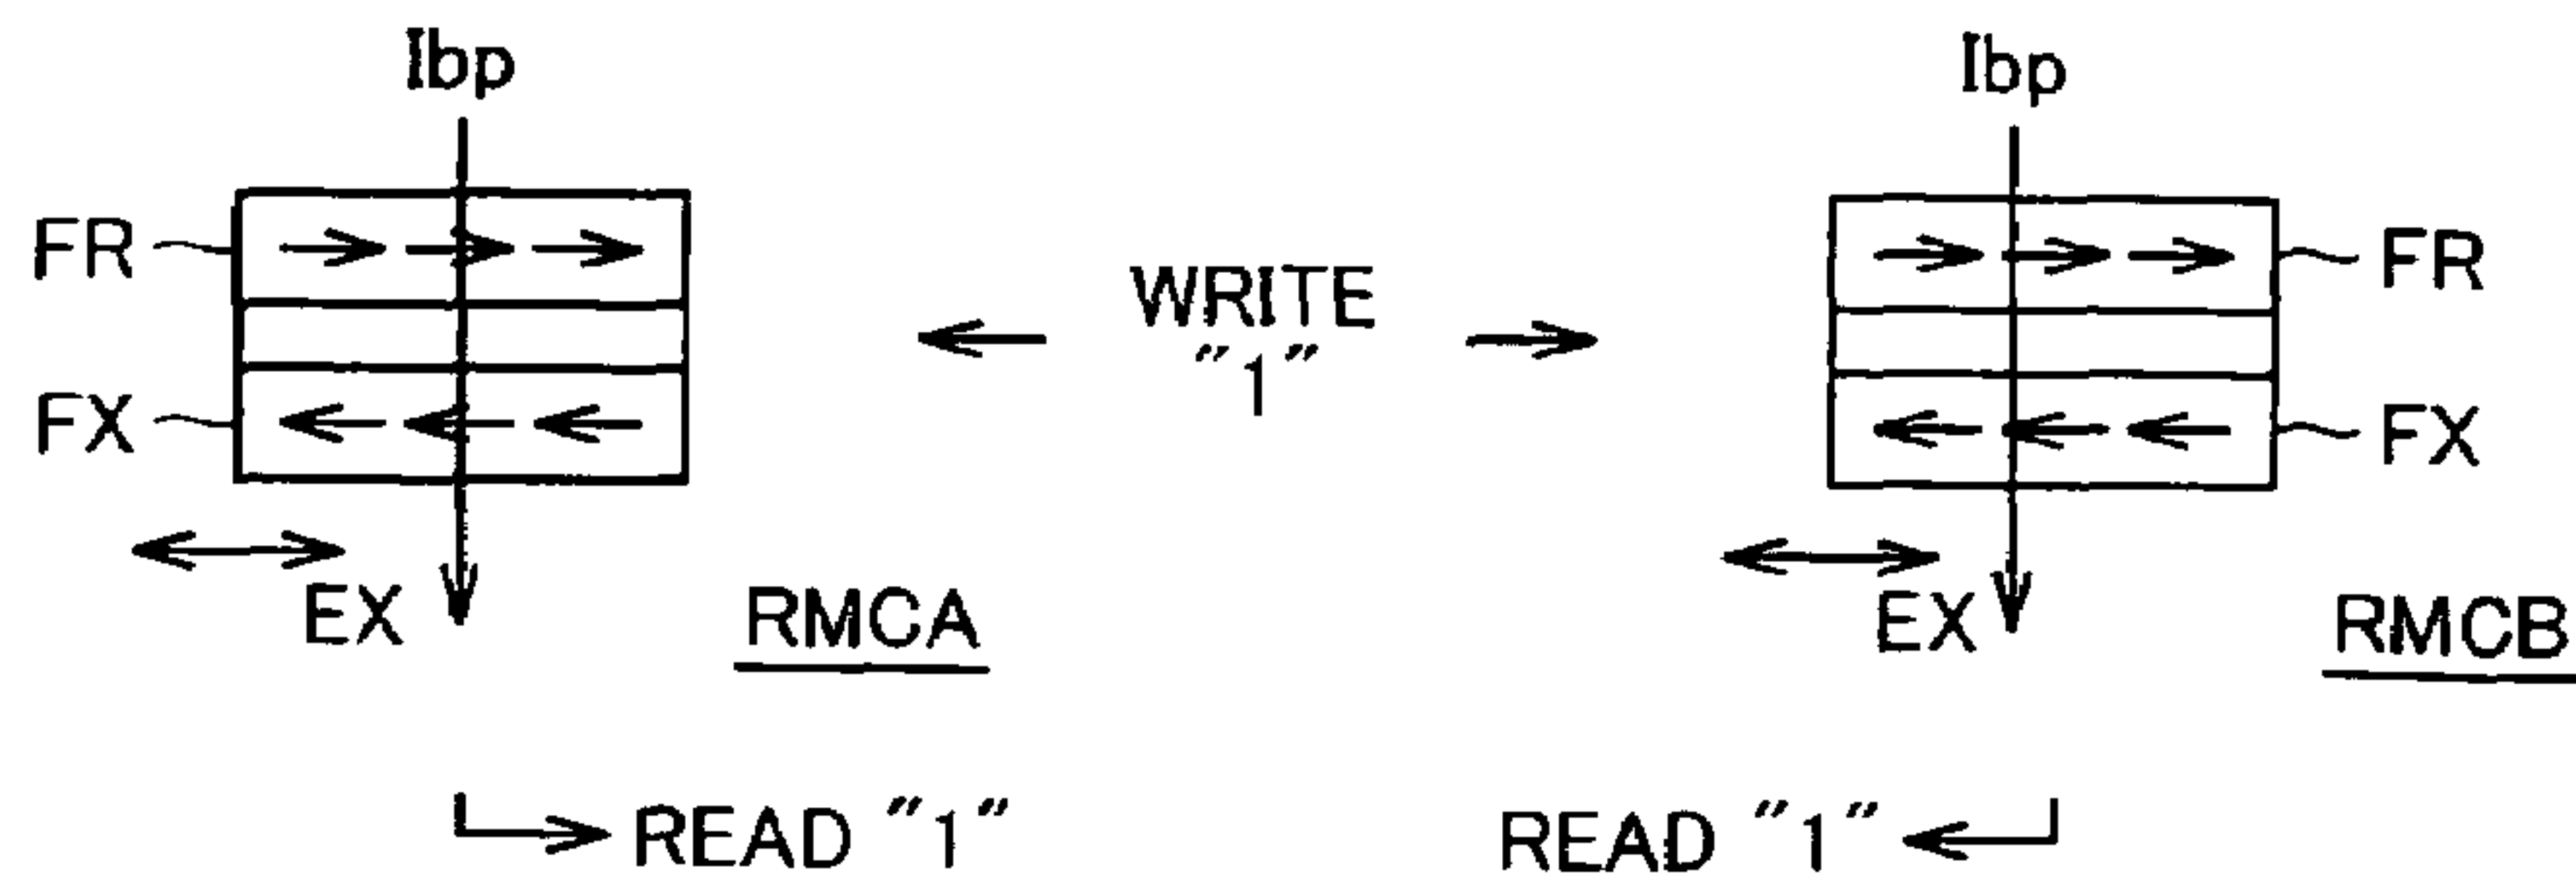 Ibp
Ibp
FR
FR
WRITE
"1"
FX
FX
EX
EX
RMCA
RMCB
READ "1"
READ "1"